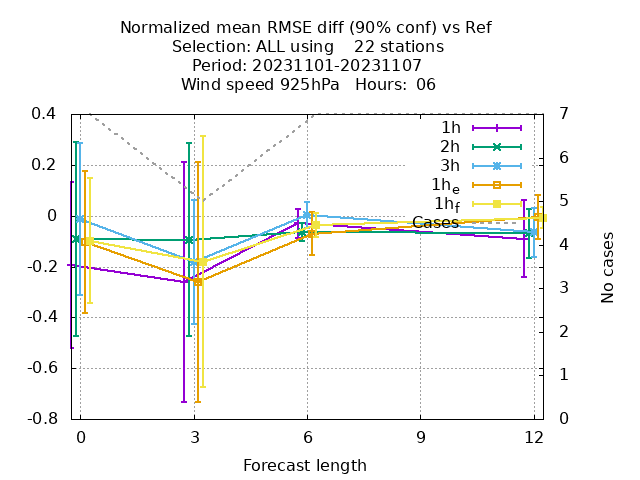 Normalized mean RMSE diff (90% conf) vs Ref
Selection: ALL using    22 stations
Period: 20231101-20231107
Wind speed 925hPa   Hours:  06
0.4
0.2
0
-0.2
-0.4
-0.6
-0.8
7
6
5
4
3
2
1
0
1h
2h
3h
1he
1hf
Cases
No cases
0
3
6
9
12
Forecast length